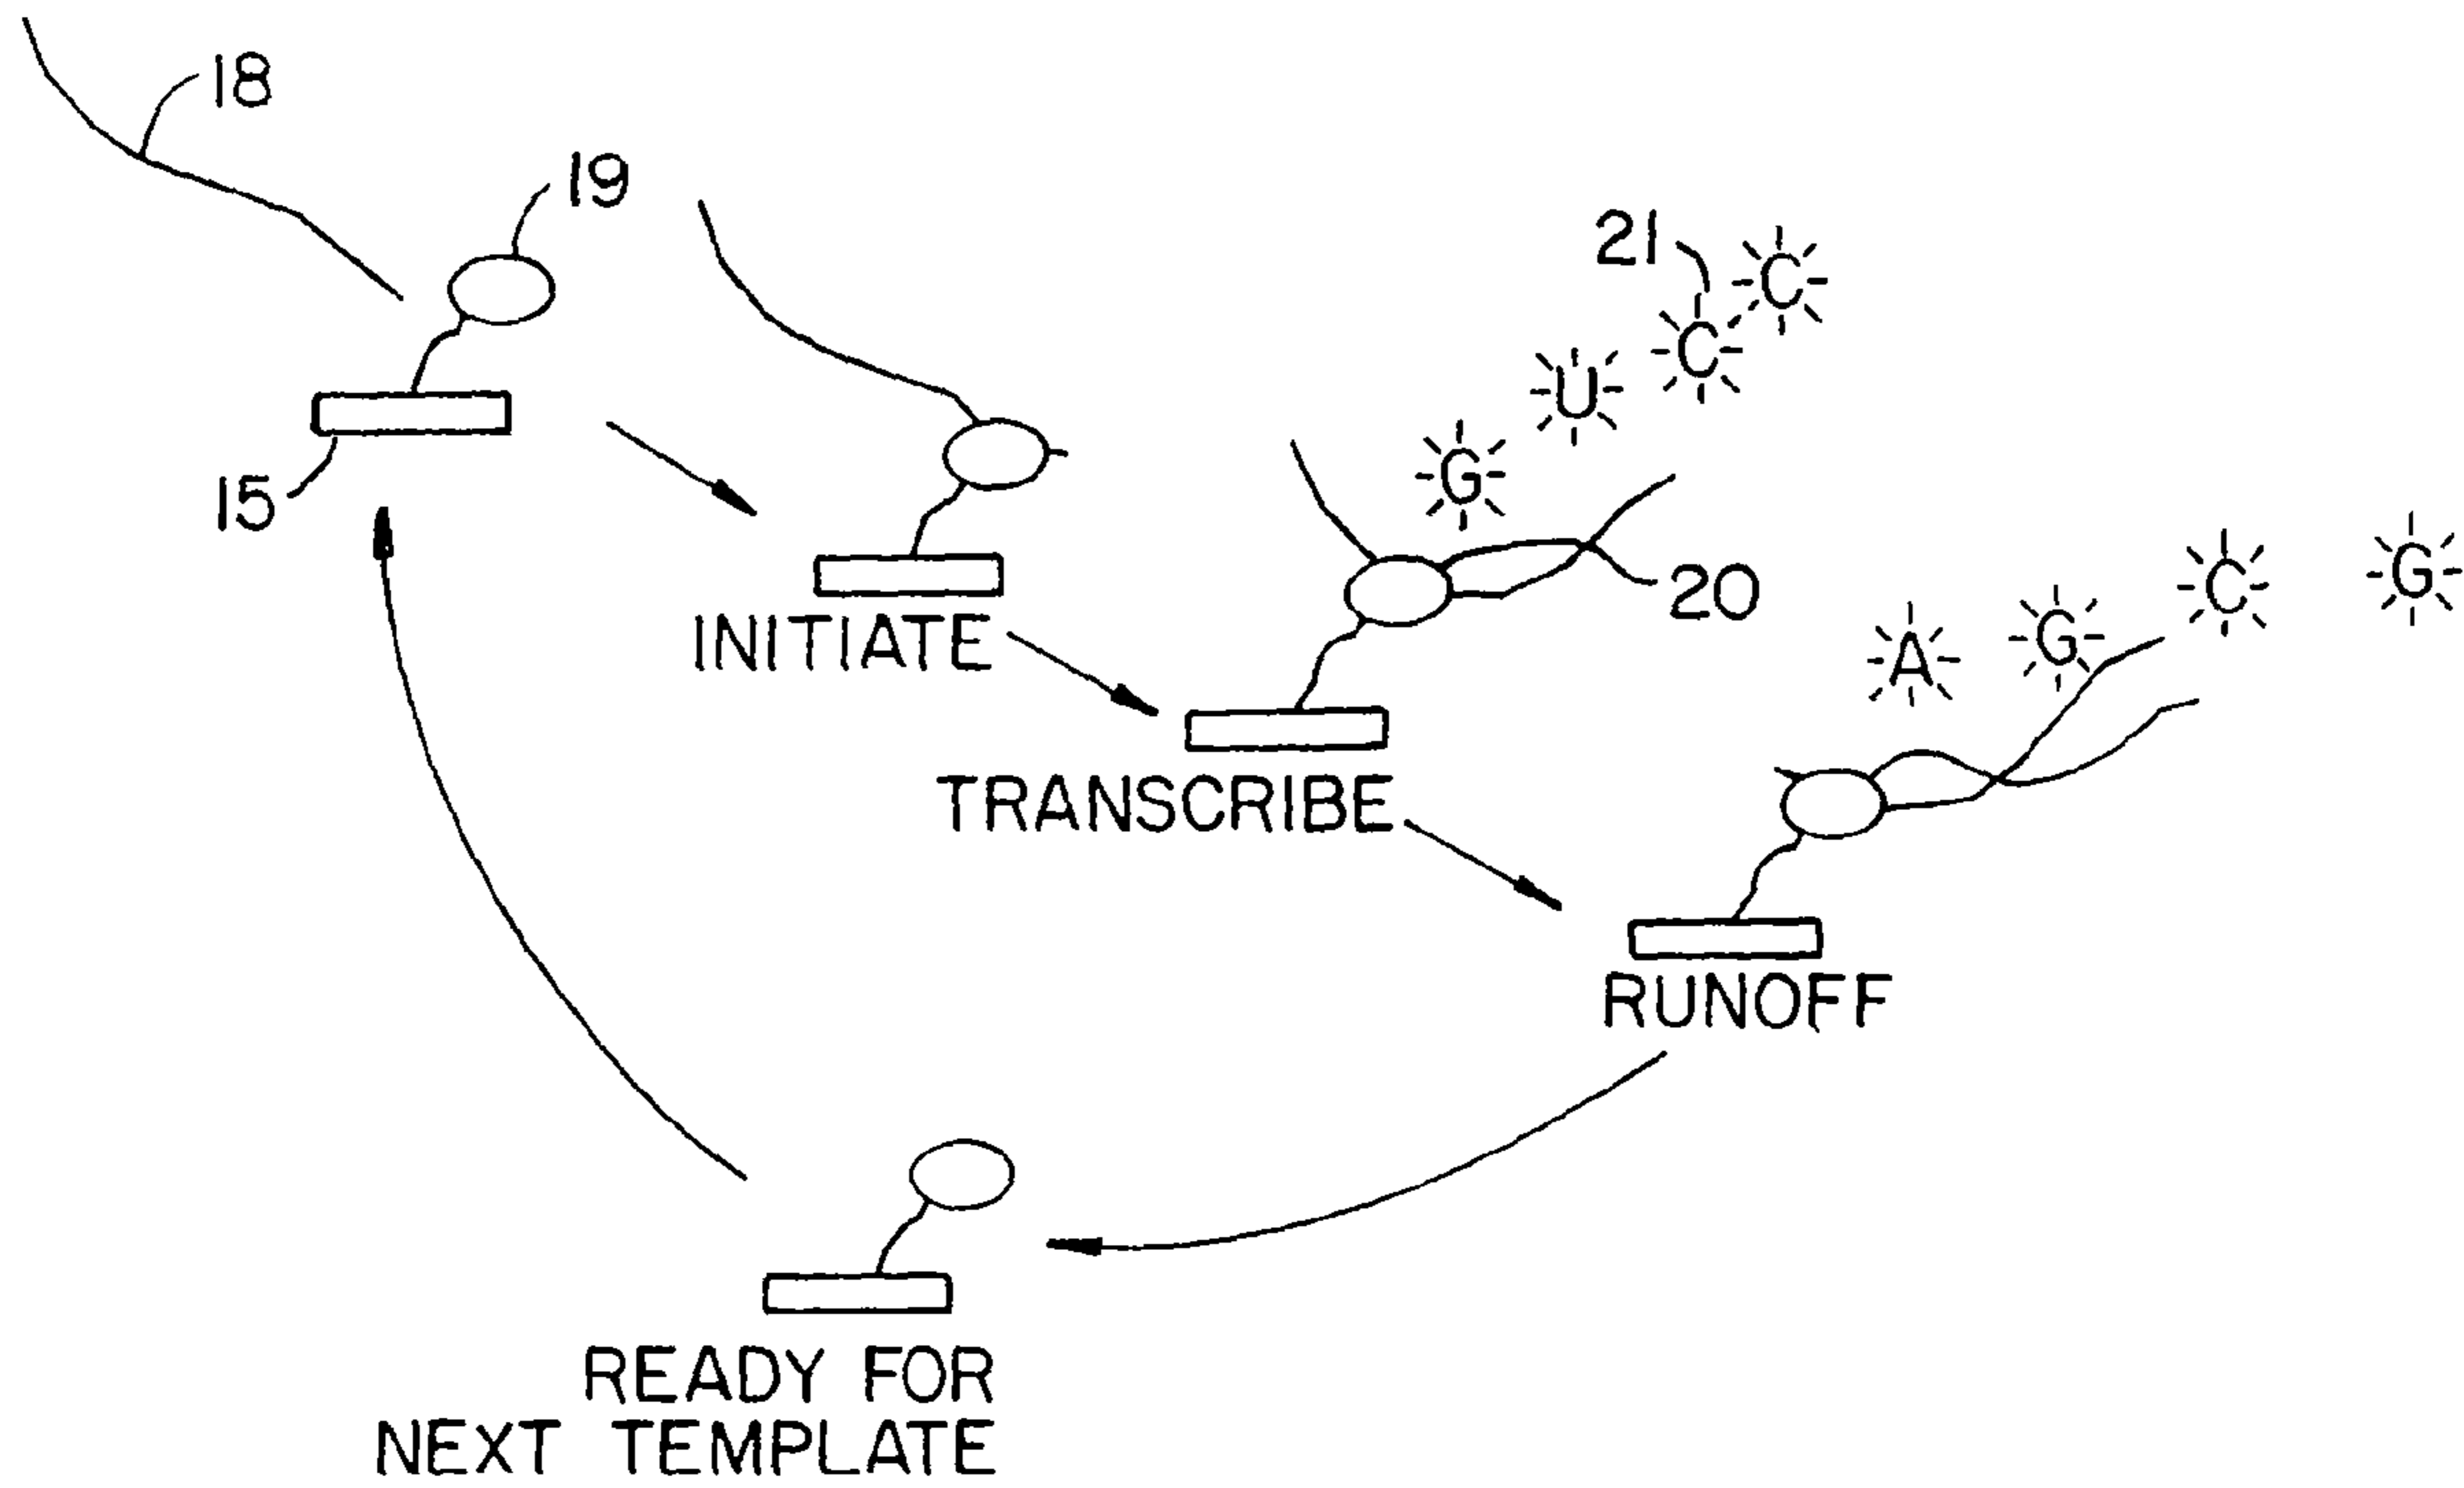 18
19
21
C
C
U
G
15
20
G
C
G
A
INITIATE
TRANSCRIBE
RUNOFF
READY FOR
NEXT TEMPLATE